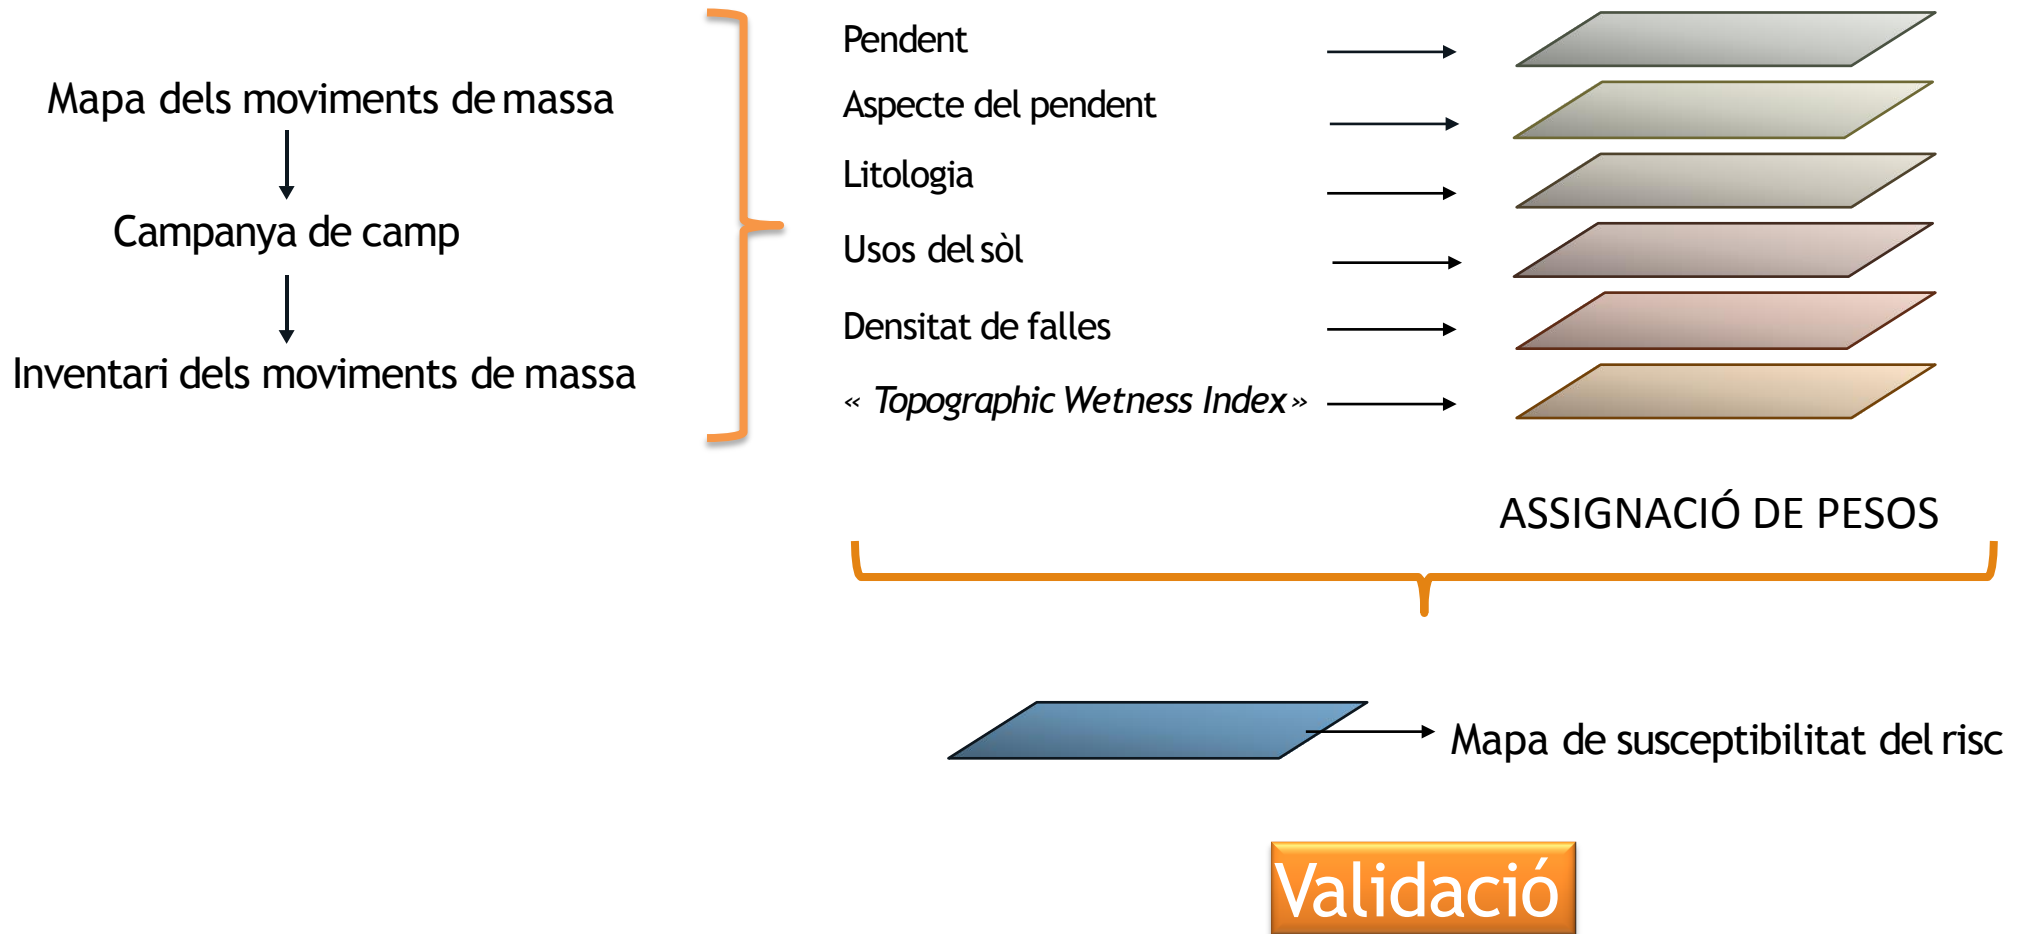 Mapa dels moviments de massa
Campanya de camp
Inventari dels moviments de massa
Pendent
Aspecte del pendent
Litologia
Usos del sòl
Densitat de falles
« Topographic Wetness Index »
ASSIGNACIÓ DE PESOS
Mapa de susceptibilitat del risc
Validació